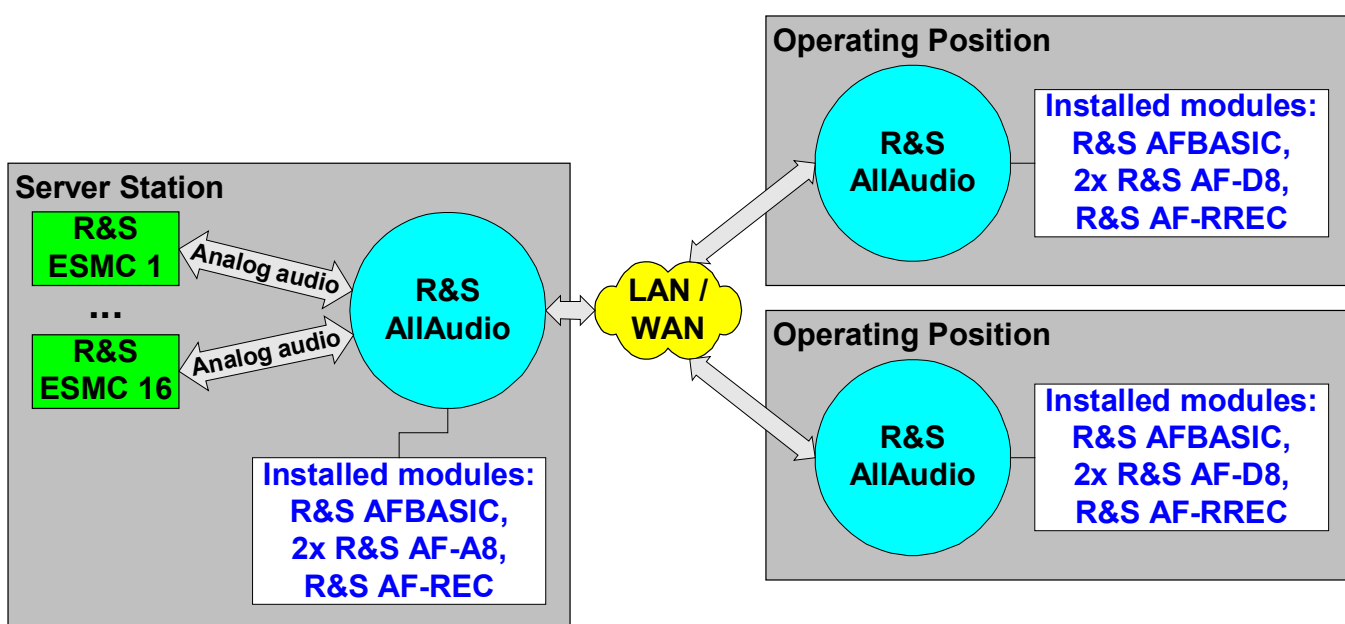 Server Station
R&S
ESMC 1
...
R&S
ESMC 16
Analog audio
Analog audio
R&S
AllAudio
Installed modules:
R&S AFBASIC,
2x R&S AF-A8,
R&S AF-REC
LAN /
WAN
Operating Position
R&S
AllAudio
Installed modules:
R&S AFBASIC,
2x R&S AF-D8,
R&S AF-RREC
Operating Position
R&S
AllAudio
Installed modules:
R&S AFBASIC,
2x R&S AF-D8,
R&S AF-RREC